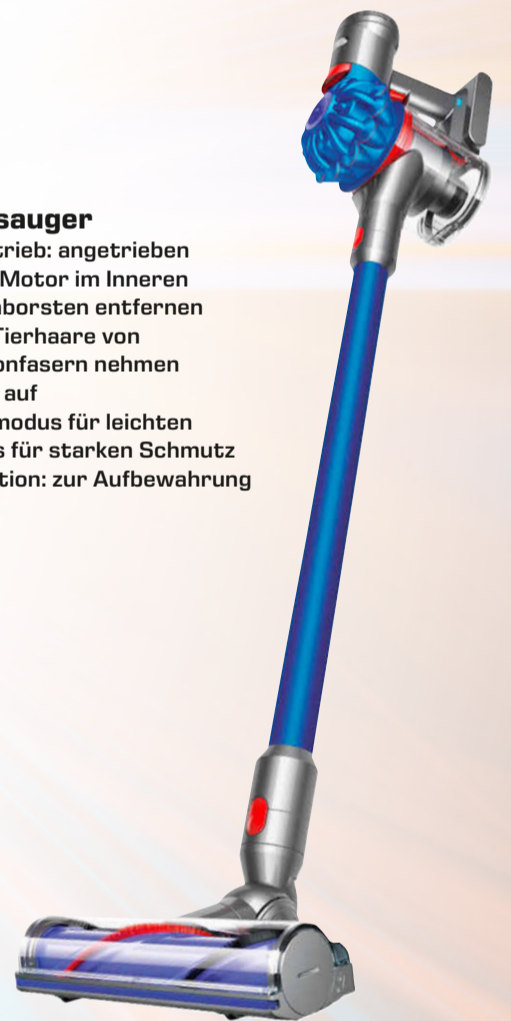 sauger
trieb: angetrieben
Motor im Inneren
borsten entfernen
Tierhaare von
onfasern nehmen
auf
modus für leichten
s für starken Schmutz
tion: zur Aufbewahrung